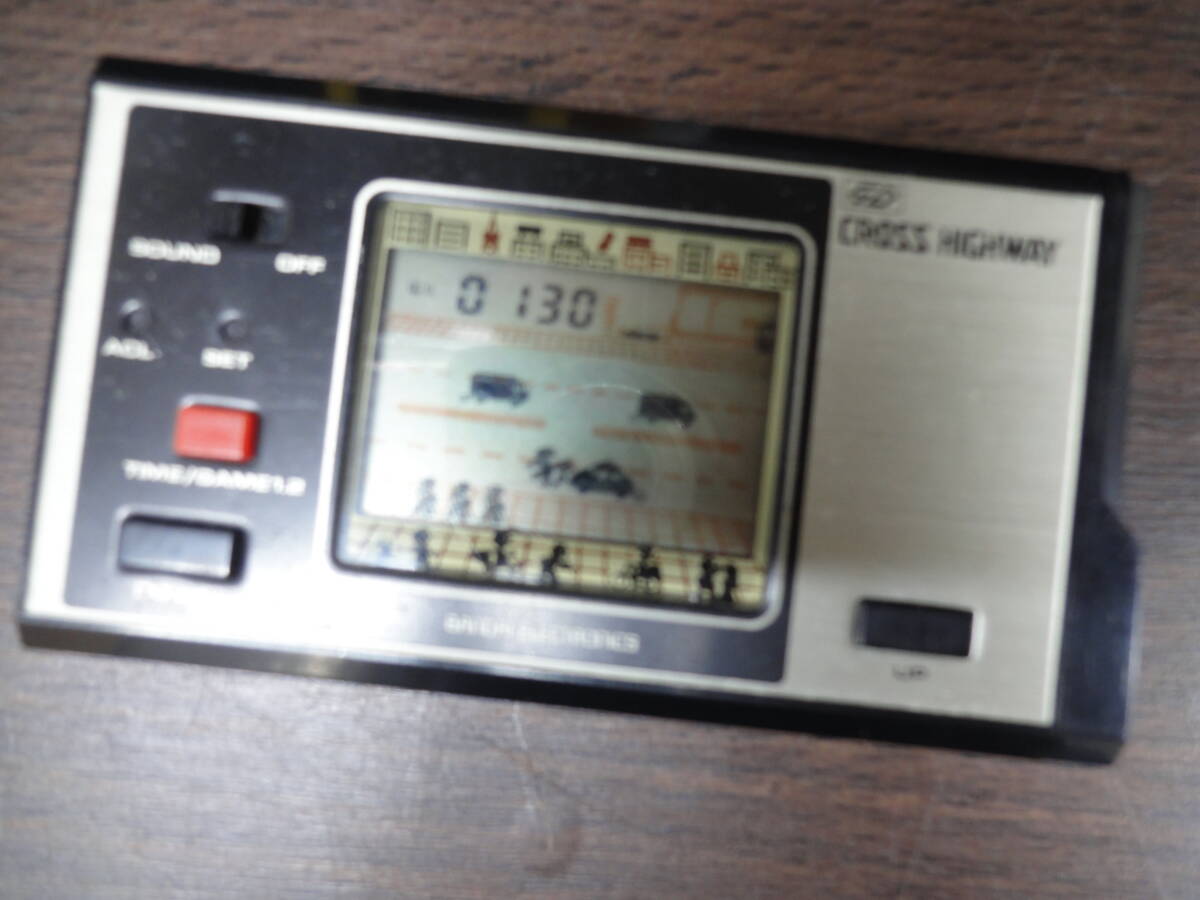 CROSS HIGHWAY
SOUND OFF
0 130
ACL SET
TIME/GAME1.2
BANDAI ELECTRONICS
UP